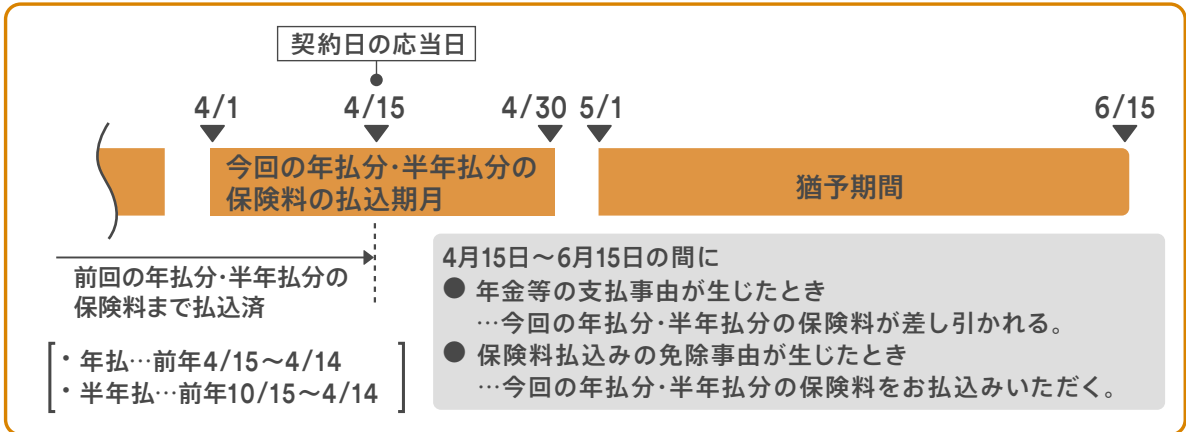 契約日の応当日
4/1
4/15
4/30
5/1
6/15
今回の年払分・半年払分の
保険料の払込期月
猶予期間
前回の年払分・半年払分の
保険料まで払込済
・年払…前年4/15～4/14
・半年払…前年10/15～4/14
4月15日～6月15日の間に
● 年金等の支払事由が生じたとき
…今回の年払分・半年払分の保険料が差し引かれる。
● 保険料払込みの免除事由が生じたとき
…今回の年払分・半年払分の保険料をお払込みいただく。